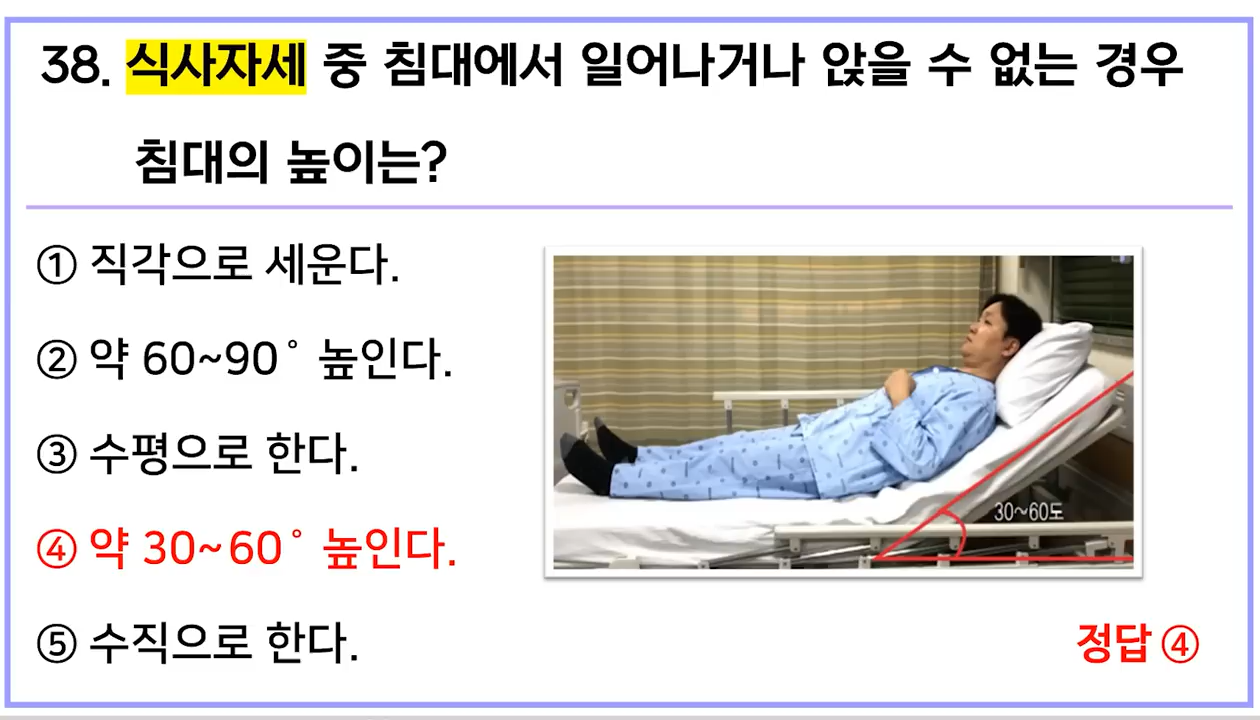 38. 식사자세 중 침대에서 일어나거나 앉을 수 없는 경우
침대의 높이는?
① 직각으로 세운다.
② 약 60~90˚ 높인다.
③ 수평으로 한다.
④ 약 30~60˚ 높인다.
⑤ 수직으로 한다.
30~60도
정답 ④